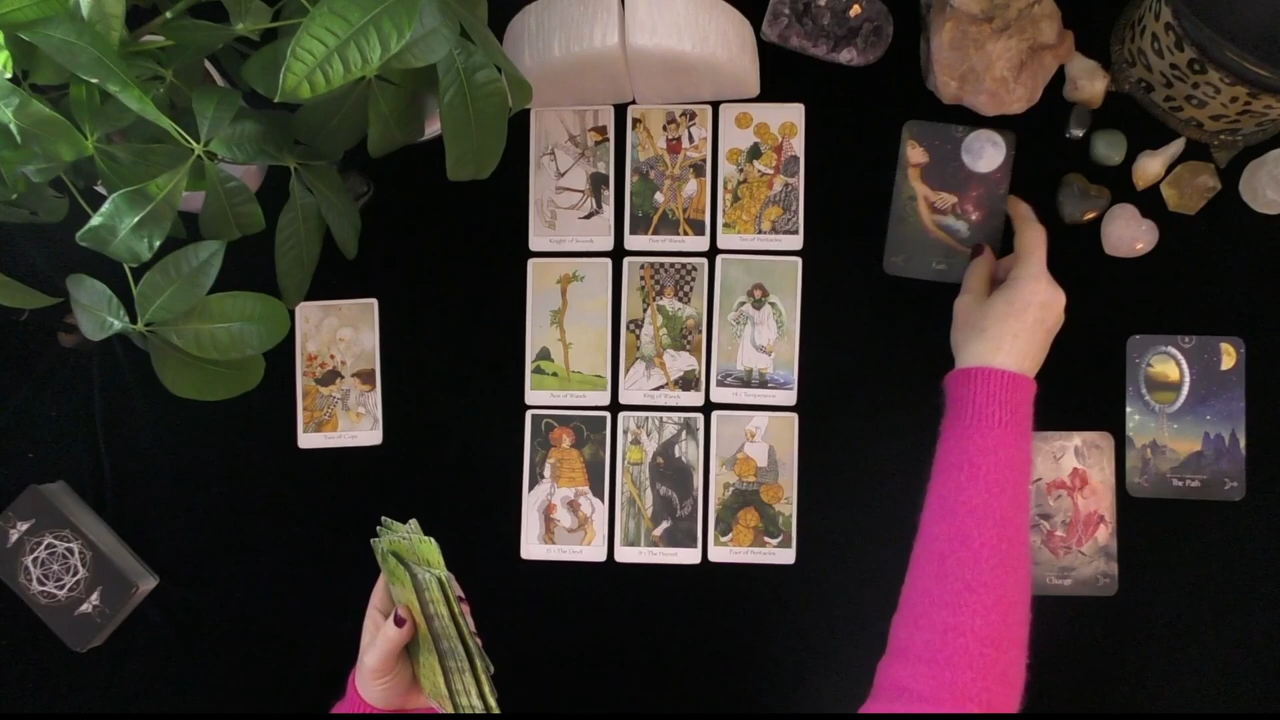 Knight of Swords
Five of Wands
Ten of Pentacles
Ace of Wands
King of Wands
14 : Temperance
15 : The Devil
9 : The Hermit
Four of Pentacles
Two of Cups
Faith
The Path
Change